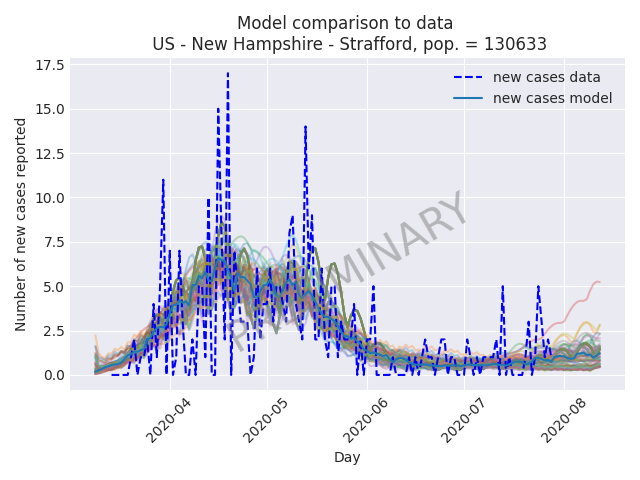 Model comparison to data
US - New Hampshire - Strafford, pop. = 130633
17.5
15.0
12.5
10.0
7.5
5.0
2.5
0.0
Number of new cases reported
new cases data
new cases model
2020-04
2020-05
2020-06
2020-07
2020-08
Day